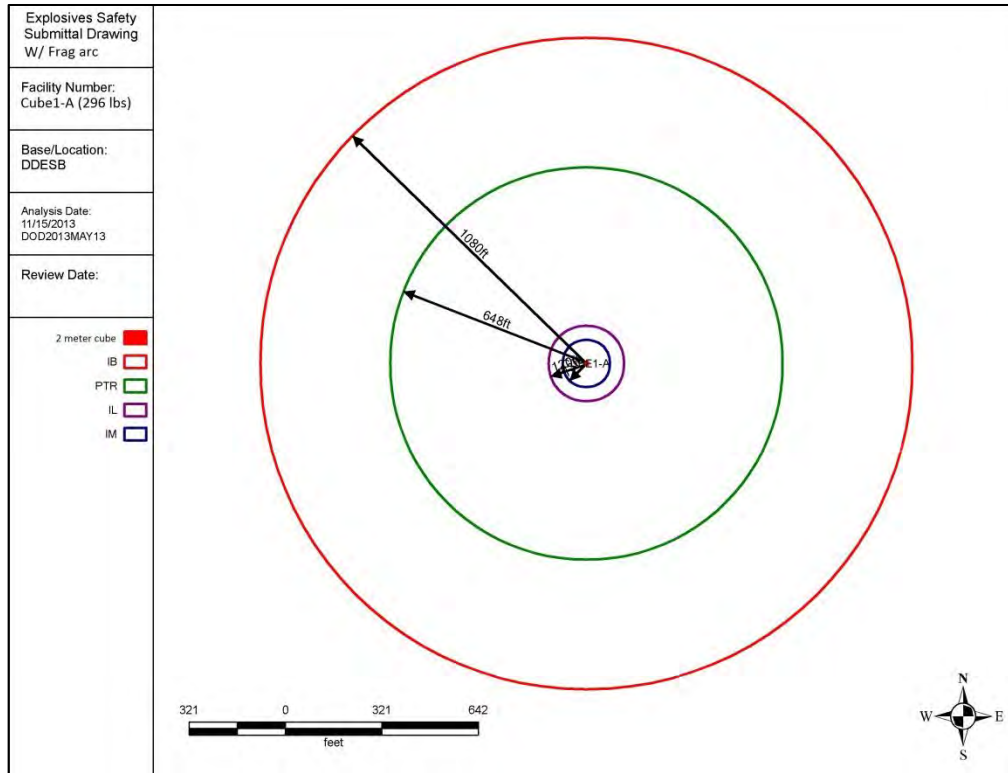 Explosives Safety
Submittal Drawing
W/ Frag arc
Facility Number:
Cube1-A (296 lbs)
Base/Location:
DDESB
Analysis Date:
11/15/2013
DOD2013MAY13
Review Date:
2 meter cube
IB
PTR
IL
IM
1080ft
648ft
321 0 321 642
feet
N
W E
S